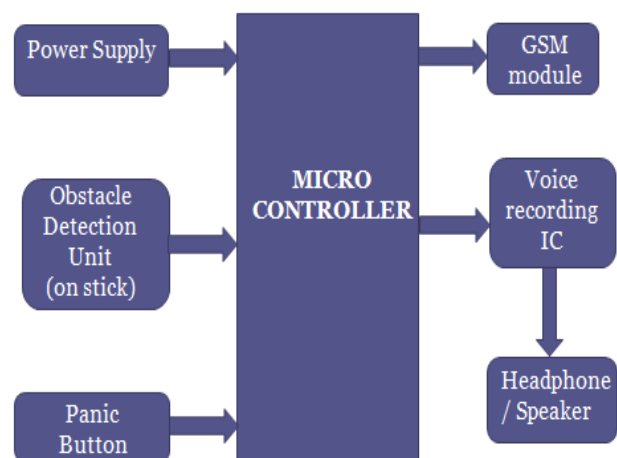 Power Supply
Obstacle
Detection
Unit
(on stick)
Panic
Button
MICRO
CONTROLLER
GSM
module
Voice
recording
IC
Headphone
/ Speaker